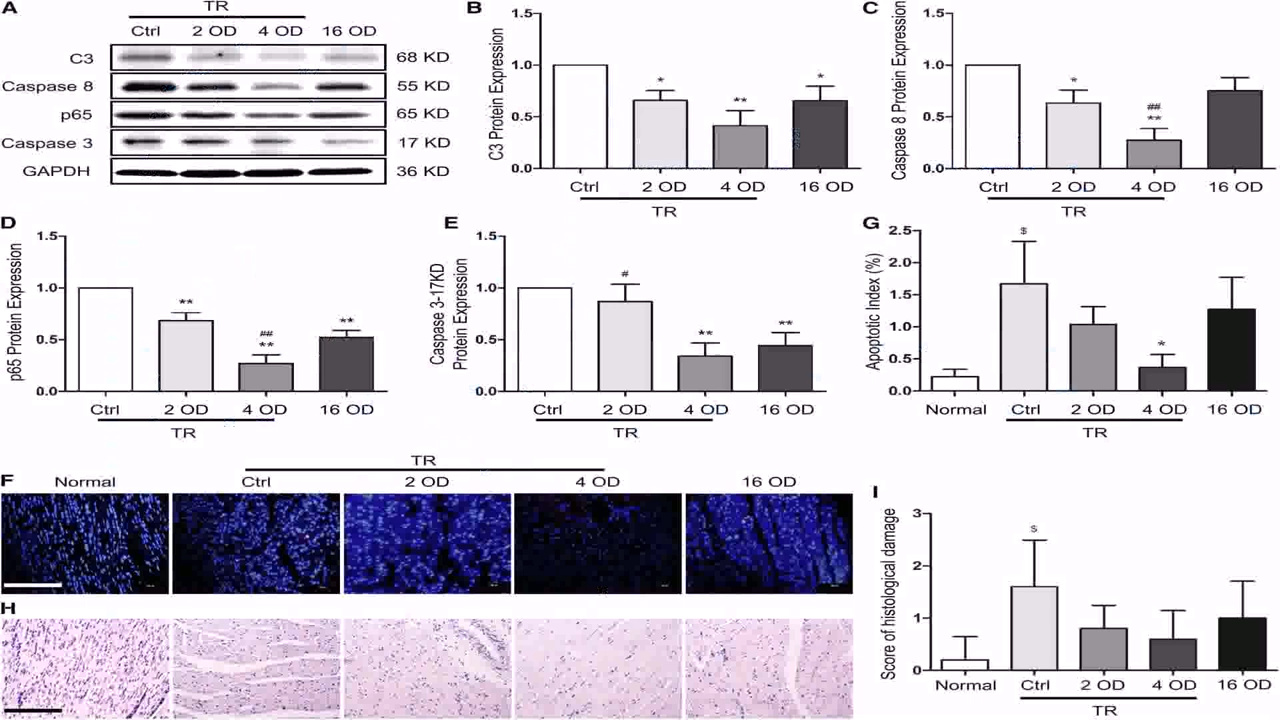 A
TR
Ctrl 2 OD 4 OD 16 OD
C3 68 KD
Caspase 8 55 KD
p65 65 KD
Caspase 3 17 KD
GAPDH 36 KD
B
C3 Protein Expression
1.5
1.0
0.5
0.0
* ** *
Ctrl 2 OD 4 OD 16 OD
TR
C
Caspase 8 Protein Expression
1.5
1.0
0.5
0.0
* ## **
Ctrl 2 OD 4 OD 16 OD
TR
D
p65 Protein Expression
1.5
1.0
0.5
0.0
** ## ** **
Ctrl 2 OD 4 OD 16 OD
TR
E
Caspase 3-17KD
Protein Expression
1.5
1.0
0.5
0.0
# ** **
Ctrl 2 OD 4 OD 16 OD
TR
G
Apoptotic Index (%)
2.5
2.0
1.5
1.0
0.5
0.0
$ *
Normal Ctrl 2 OD 4 OD 16 OD
TR
F
TR
Normal Ctrl 2 OD 4 OD 16 OD
H
I
Score of histological damage
3
2
1
0
$
Normal Ctrl 2 OD 4 OD 16 OD
TR